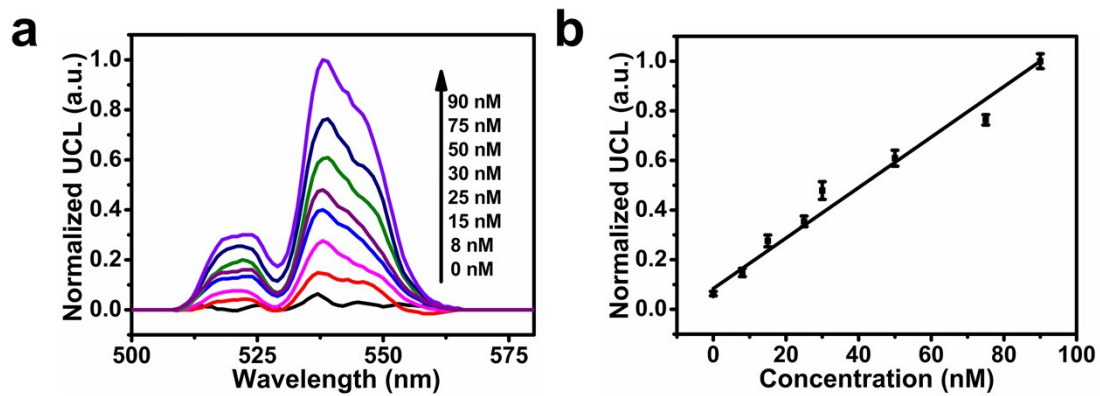 a
Normalized UCL (a.u.)
1.0
0.8
0.6
0.4
0.2
0.0
90 nM
75 nM
50 nM
30 nM
25 nM
15 nM
8 nM
0 nM
500
525
550
575
Wavelength (nm)
b
Normalized UCL (a.u.)
1.0
0.8
0.6
0.4
0.2
0.0
0
20
40
60
80
100
Concentration (nM)